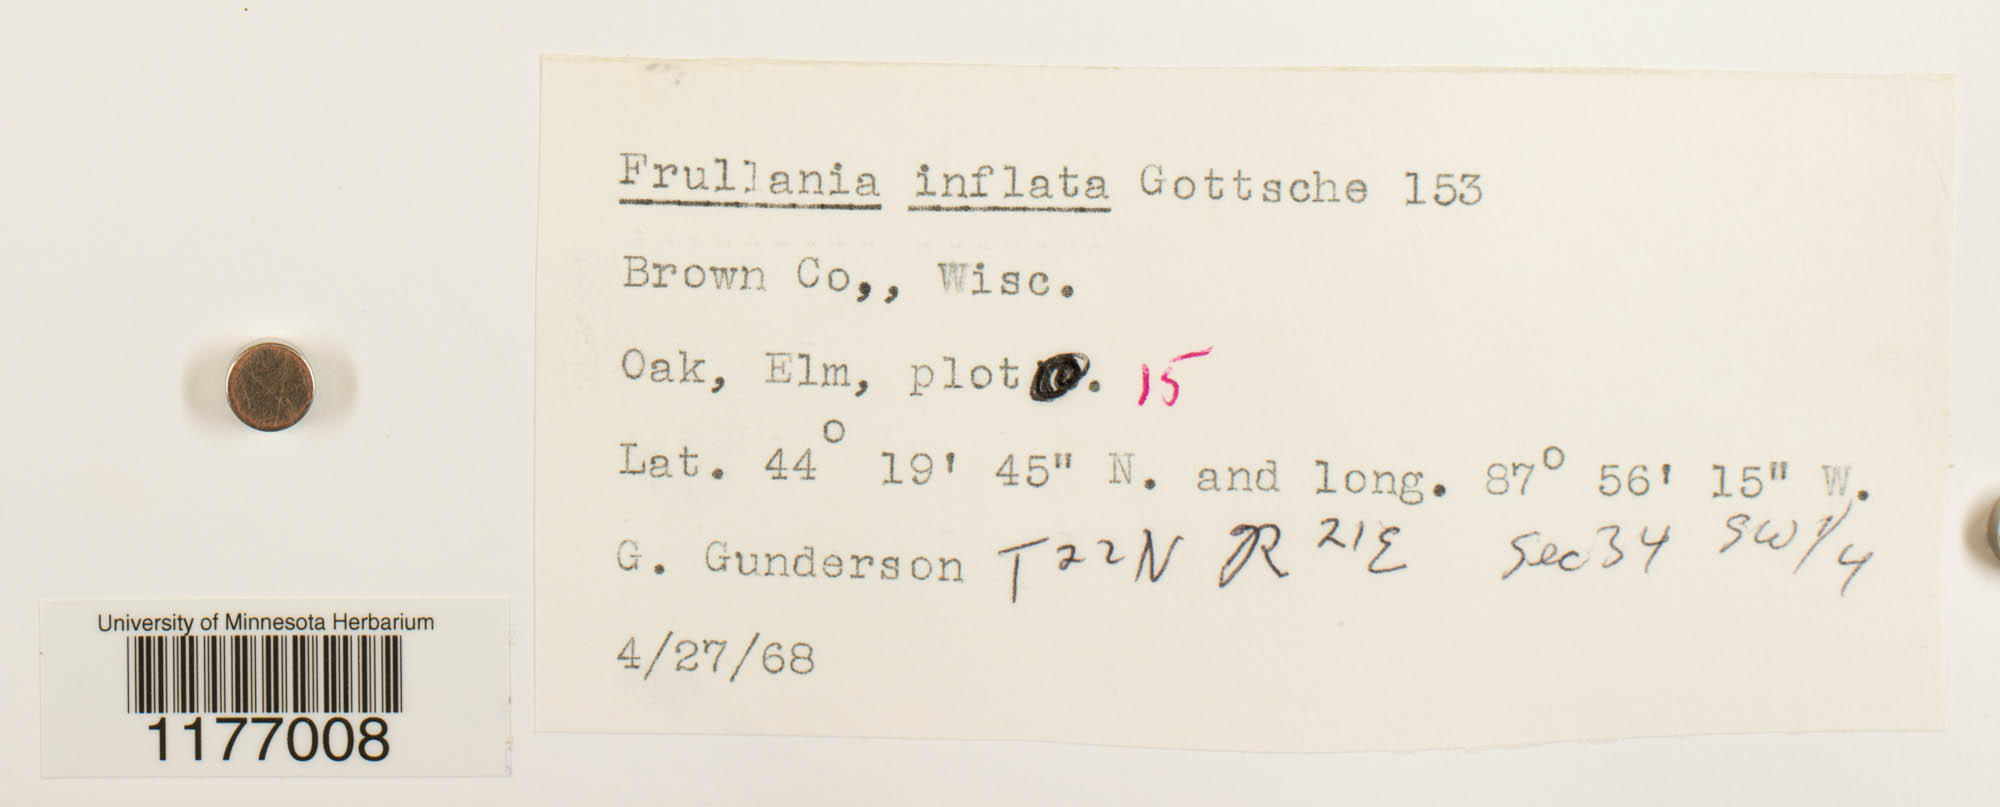 Frullania inflata Gottsche 153
Brown Co,, Wisc.
Oak, Elm, plot . 15
Lat. 44° 19' 45" N. and long. 87° 56' 15" W.
G. Gunderson T22N R 21E Sec34 SW1/4
4/27/68
University of Minnesota Herbarium
1177008